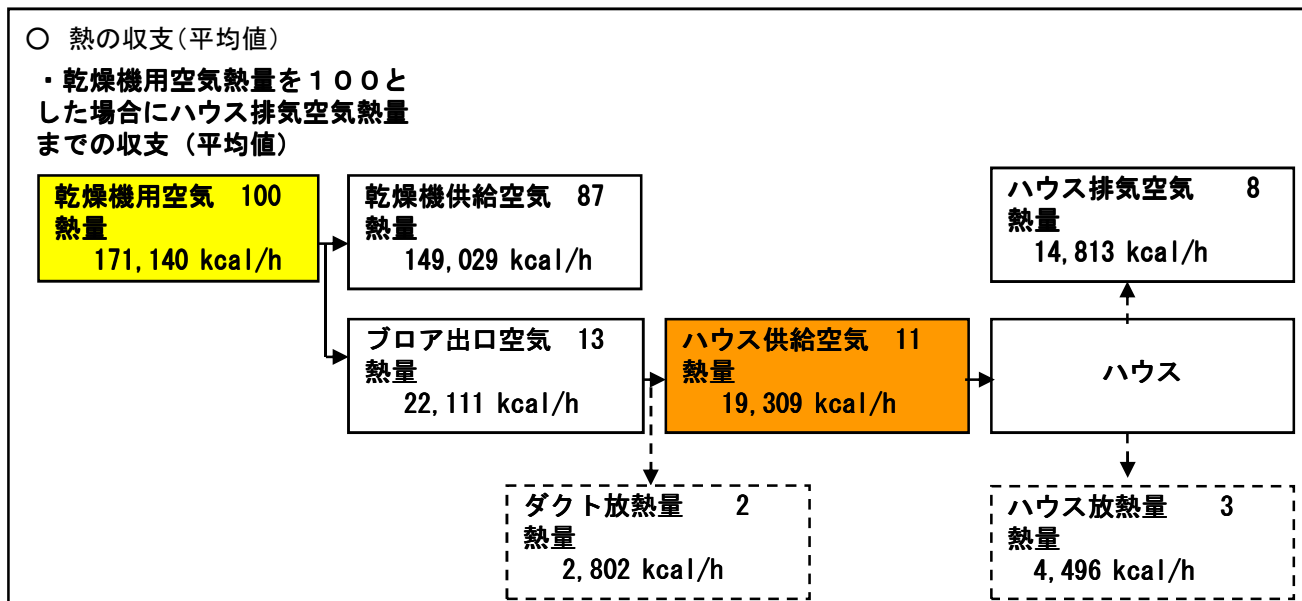 ○ 熱の収支(平均値)
・乾燥機用空気熱量を１００と
した場合にハウス排気空気熱量
までの収支（平均値）
乾燥機用空気 100
熱量
171,140 kcal/h
乾燥機供給空気 87
熱量
149,029 kcal/h
ハウス排気空気 8
熱量
14,813 kcal/h
ブロア出口空気 13
熱量
22,111 kcal/h
ハウス供給空気 11
熱量
19,309 kcal/h
ハウス
ダクト放熱量 2
熱量
2,802 kcal/h
ハウス放熱量 3
熱量
4,496 kcal/h